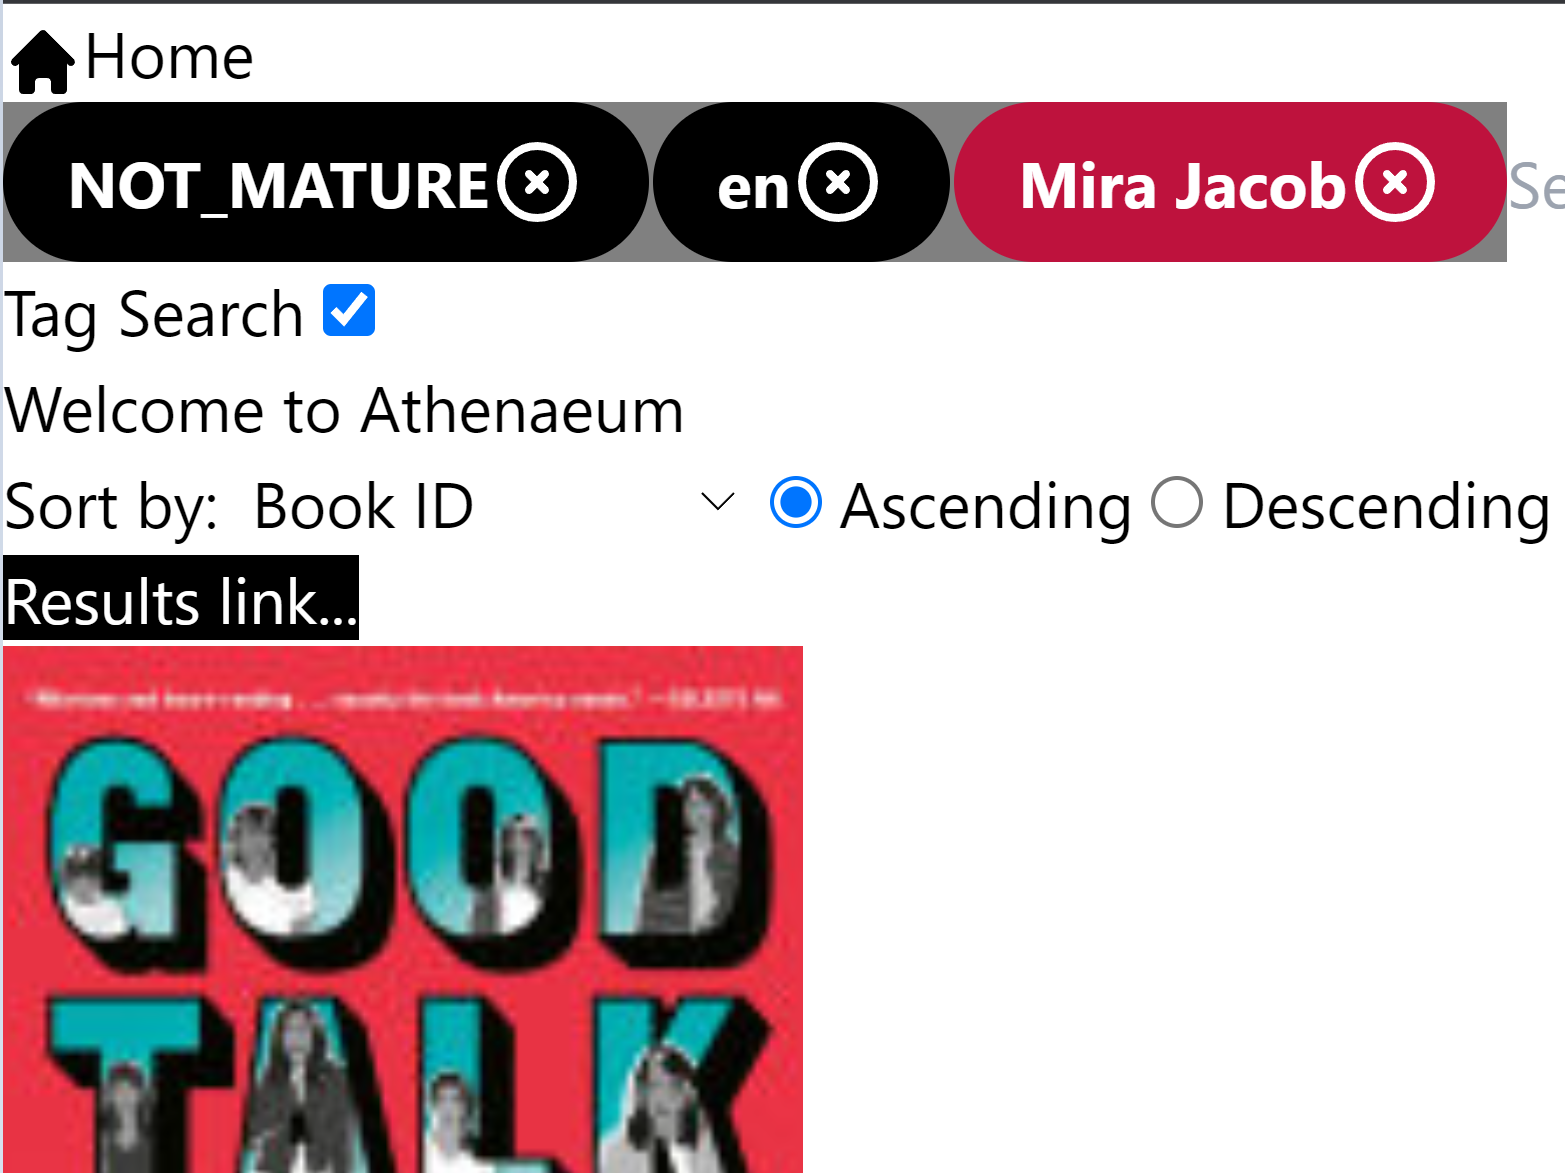 Home
NOT_MATURE en Mira Jacob Se
Tag Search
Welcome to Athenaeum
Sort by: Book ID Ascending Descending
Results link...
GOOD
TALK